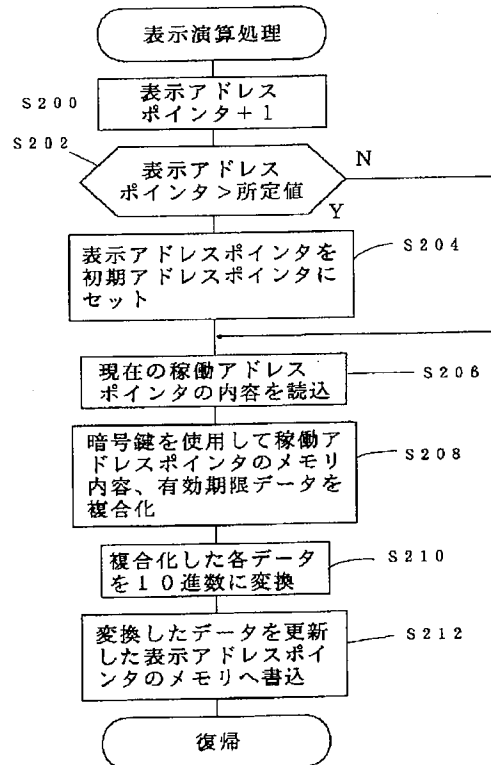 表示演算処理
S200
表示アドレス
ポインタ+1
S202
表示アドレス
ポインタ>所定値
N
Y
表示アドレスポインタを
初期アドレスポインタに
セット
S204
現在の稼働アドレス
ポインタの内容を読込
S206
暗号鍵を使用して稼働ア
ドレスポインタのメモリ
内容、有効期限データを
複合化
S208
複合化した各データ
を10進数に変換
S210
変換したデータを更新
した表示アドレスポイ
ンタのメモリへ書込
S212
復帰